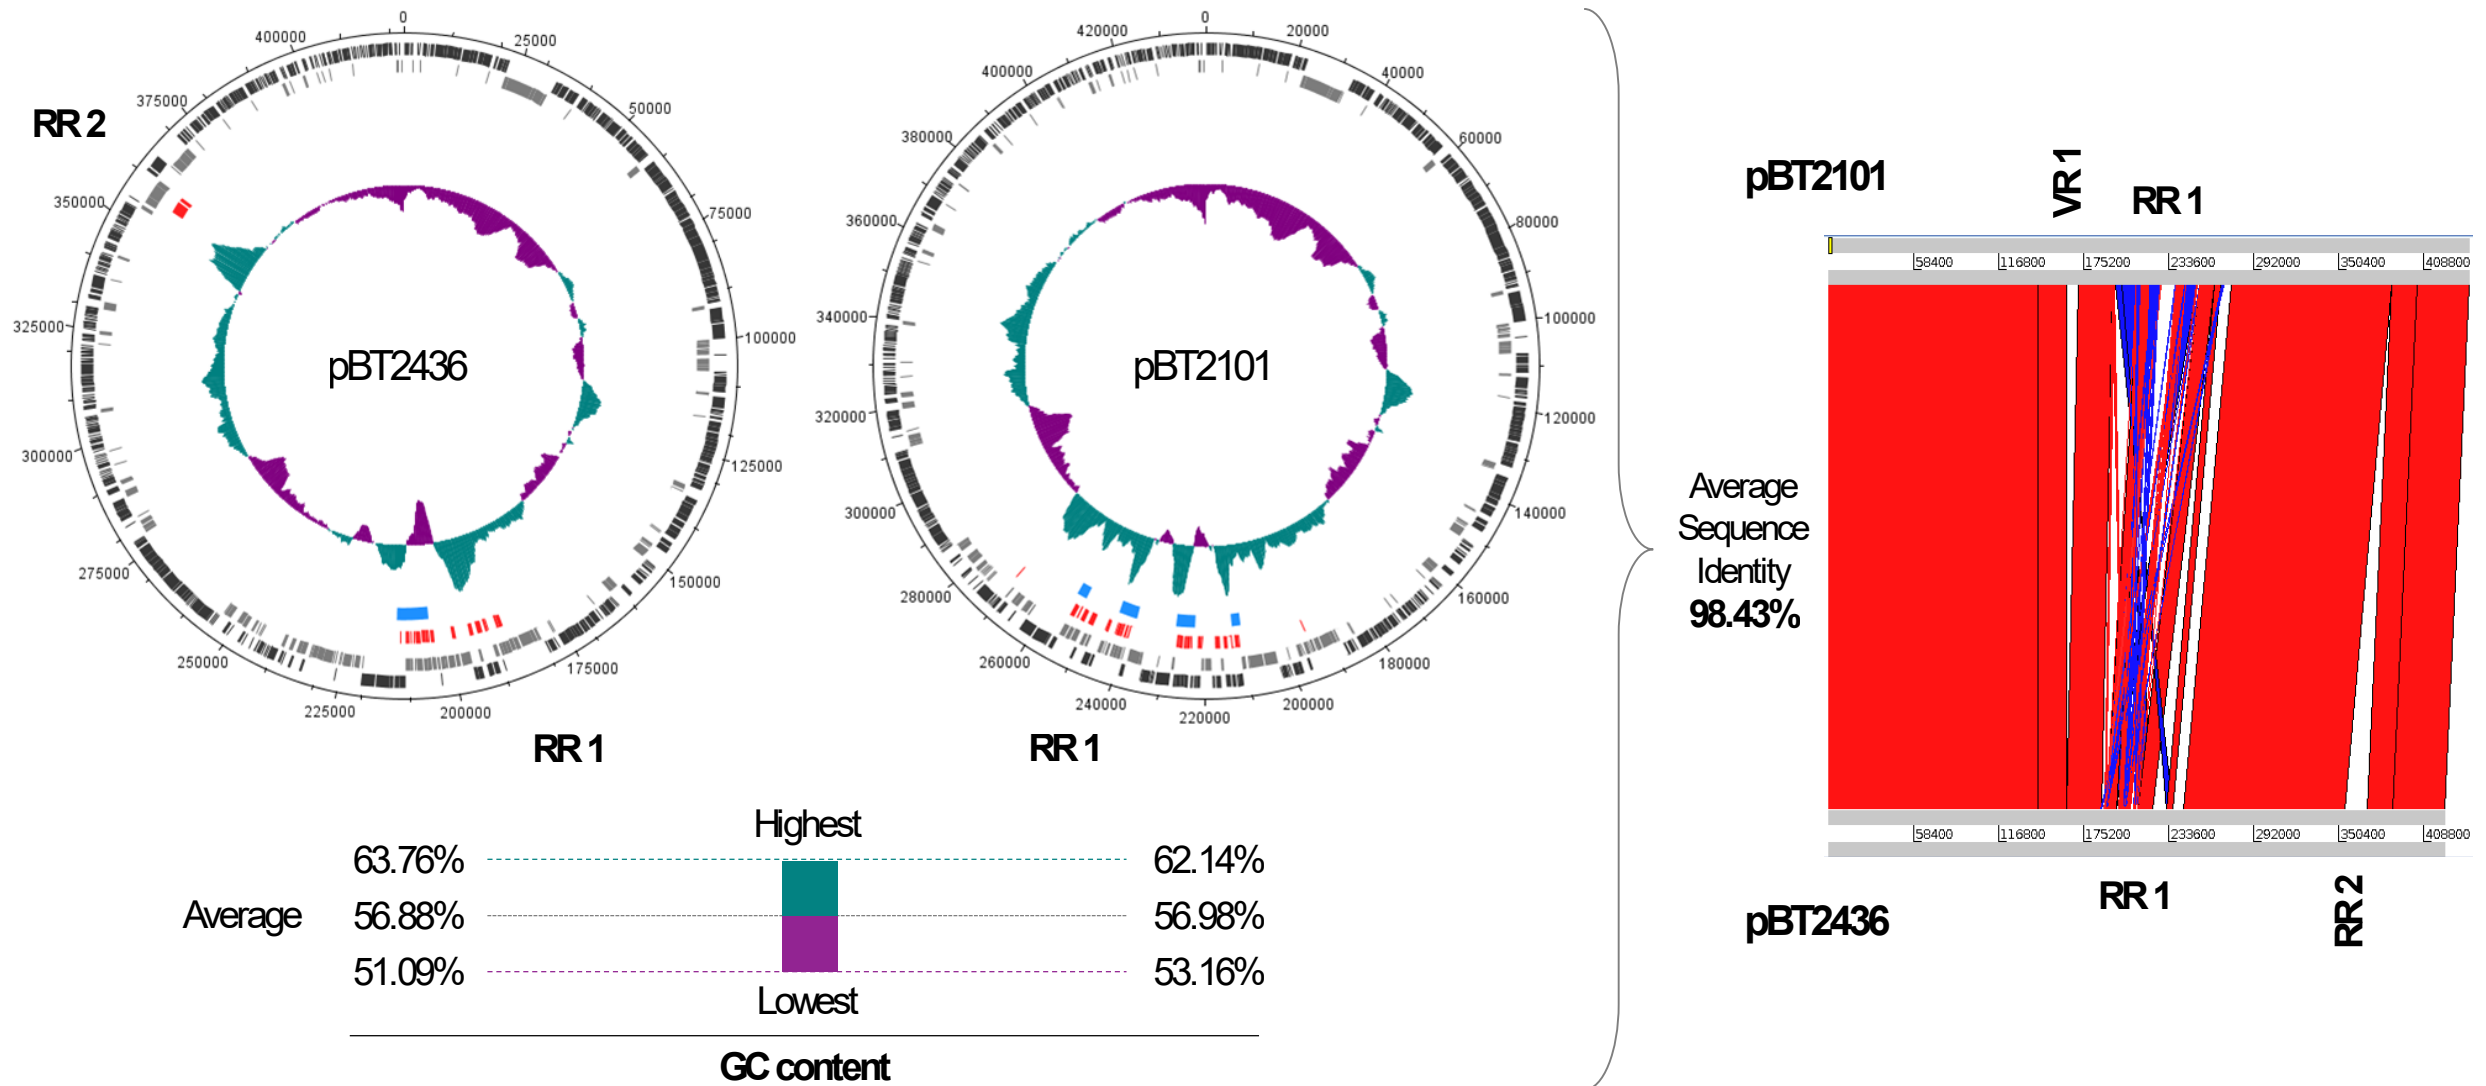 RR 2
pBT2436
0
25000
50000
75000
100000
125000
150000
175000
200000
225000
250000
275000
300000
325000
350000
375000
400000
RR 1
pBT2101
0
20000
40000
60000
80000
100000
120000
140000
160000
180000
200000
220000
240000
260000
280000
300000
320000
340000
360000
380000
400000
420000
RR 1
Highest
63.76% 62.14%
Average 56.88% 56.98%
51.09% 53.16%
Lowest
GC content
pBT2101
VR 1
RR 1
58400 116800 175200 233600 292000 350400 408800
Average
Sequence
Identity
98.43%
58400 116800 175200 233600 292000 350400 408800
pBT2436
RR 1
RR 2